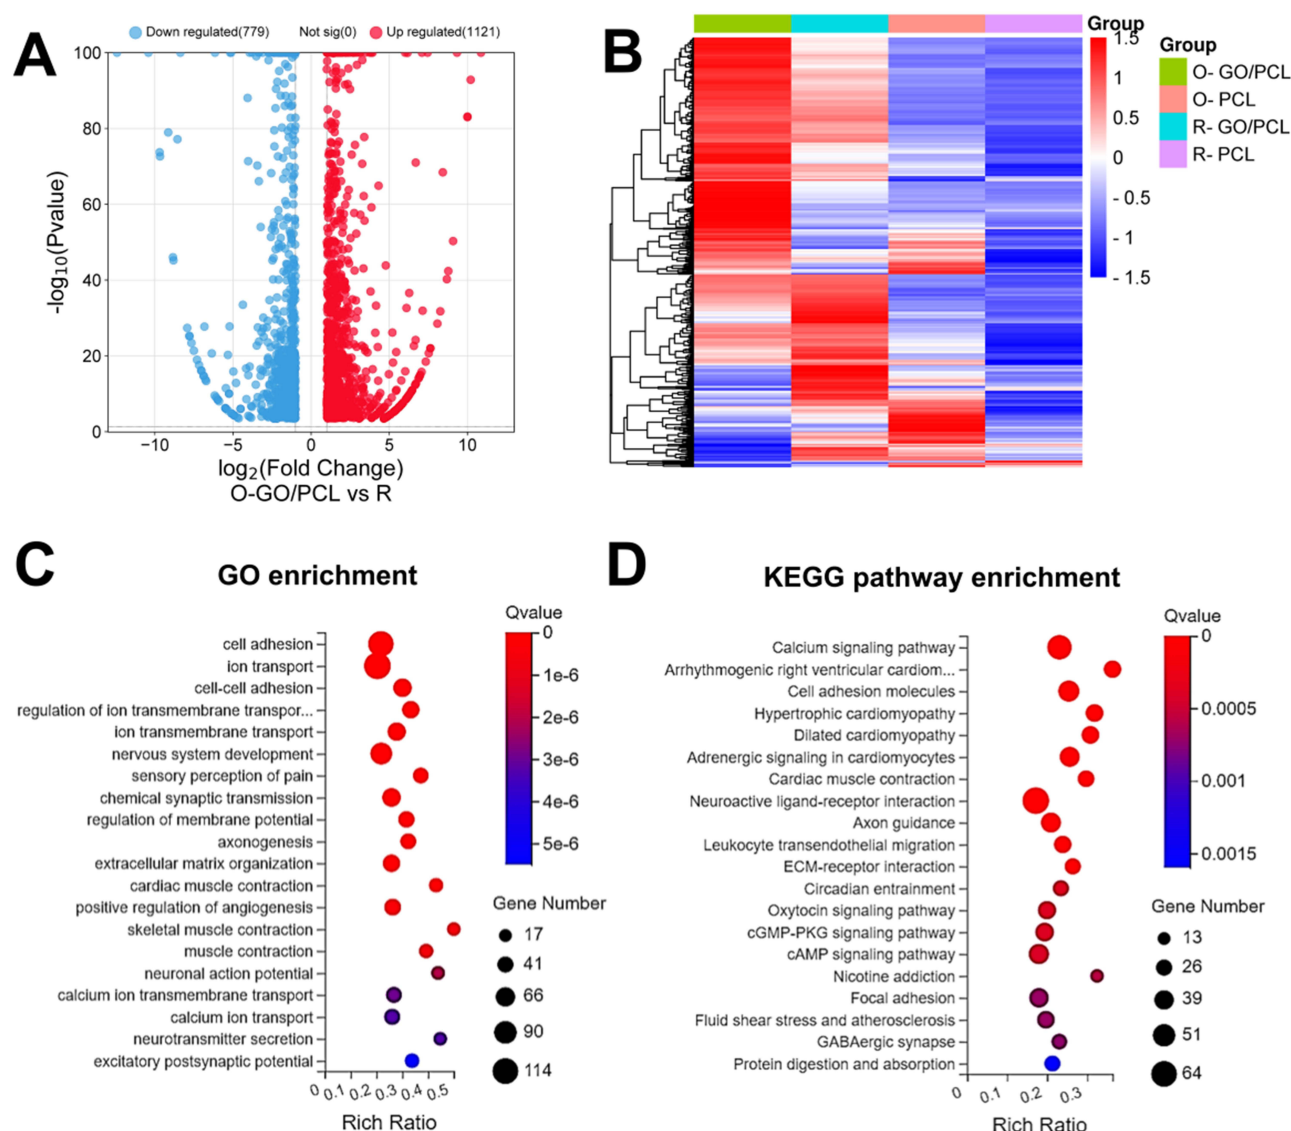 A
Down regulated(779) Not sig(0) Up regulated(1121)
100
80
60
40
20
0
-log10(Pvalue)
−10 −5 0 5 10
log2(Fold Change)
O-GO/PCL vs R
B
Group
1.5
1
0.5
0
- 0.5
- 1
- 1.5
Group
O- GO/PCL
O- PCL
R- GO/PCL
R- PCL
C
GO enrichment
cell adhesion
ion transport
cell-cell adhesion
regulation of ion transmembrane transpor...
ion transmembrane transport
nervous system development
sensory perception of pain
chemical synaptic transmission
regulation of membrane potential
axonogenesis
extracellular matrix organization
cardiac muscle contraction
positive regulation of angiogenesis
skeletal muscle contraction
muscle contraction
neuronal action potential
calcium ion transmembrane transport
calcium ion transport
neurotransmitter secretion
excitatory postsynaptic potential
0 0.1 0.2 0.3 0.4 0.5
Rich Ratio
Qvalue
0
1e-6
2e-6
3e-6
4e-6
5e-6
Gene Number
17
41
66
90
114
D
KEGG pathway enrichment
Calcium signaling pathway
Arrhythmogenic right ventricular cardiom...
Cell adhesion molecules
Hypertrophic cardiomyopathy
Dilated cardiomyopathy
Adrenergic signaling in cardiomyocytes
Cardiac muscle contraction
Neuroactive ligand-receptor interaction
Axon guidance
Leukocyte transendothelial migration
ECM-receptor interaction
Circadian entrainment
Oxytocin signaling pathway
cGMP-PKG signaling pathway
cAMP signaling pathway
Nicotine addiction
Focal adhesion
Fluid shear stress and atherosclerosis
GABAergic synapse
Protein digestion and absorption
0 0.1 0.2 0.3
Rich Ratio
Qvalue
0
0.0005
0.001
0.0015
Gene Number
13
26
39
51
64